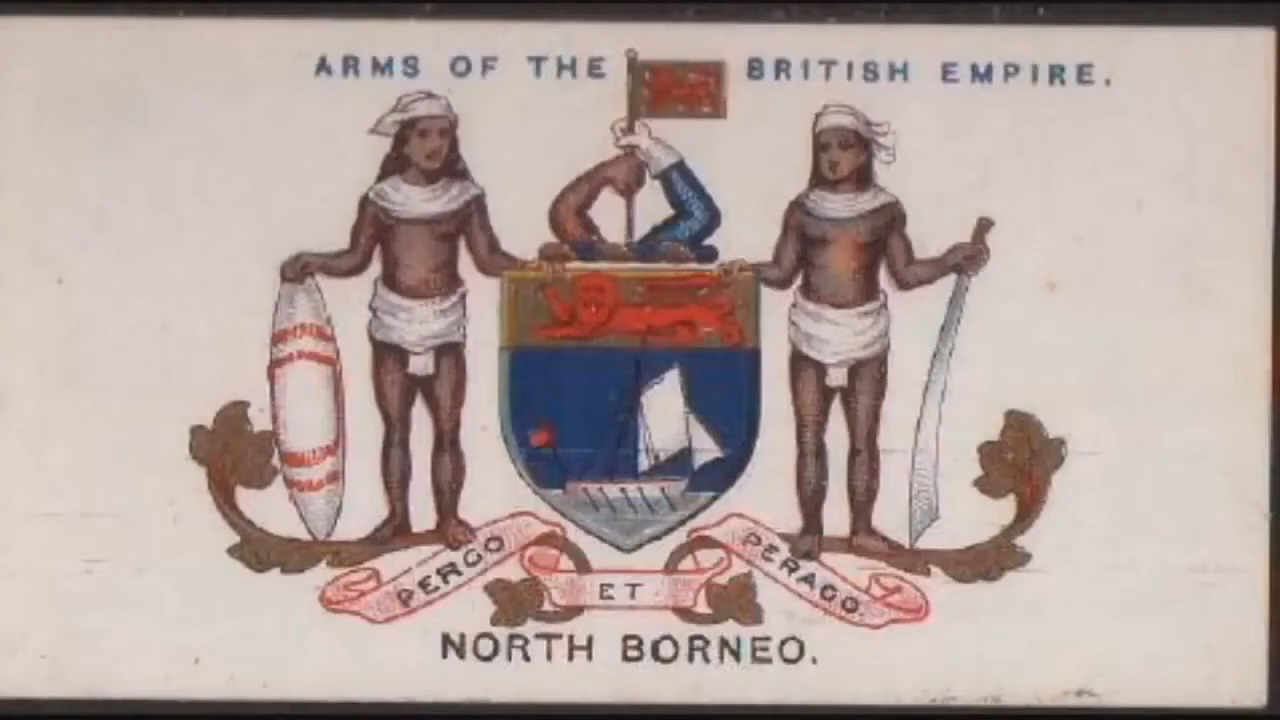 ARMS OF THE BRITISH EMPIRE.
PERGO ET PERAGO.
NORTH BORNEO.